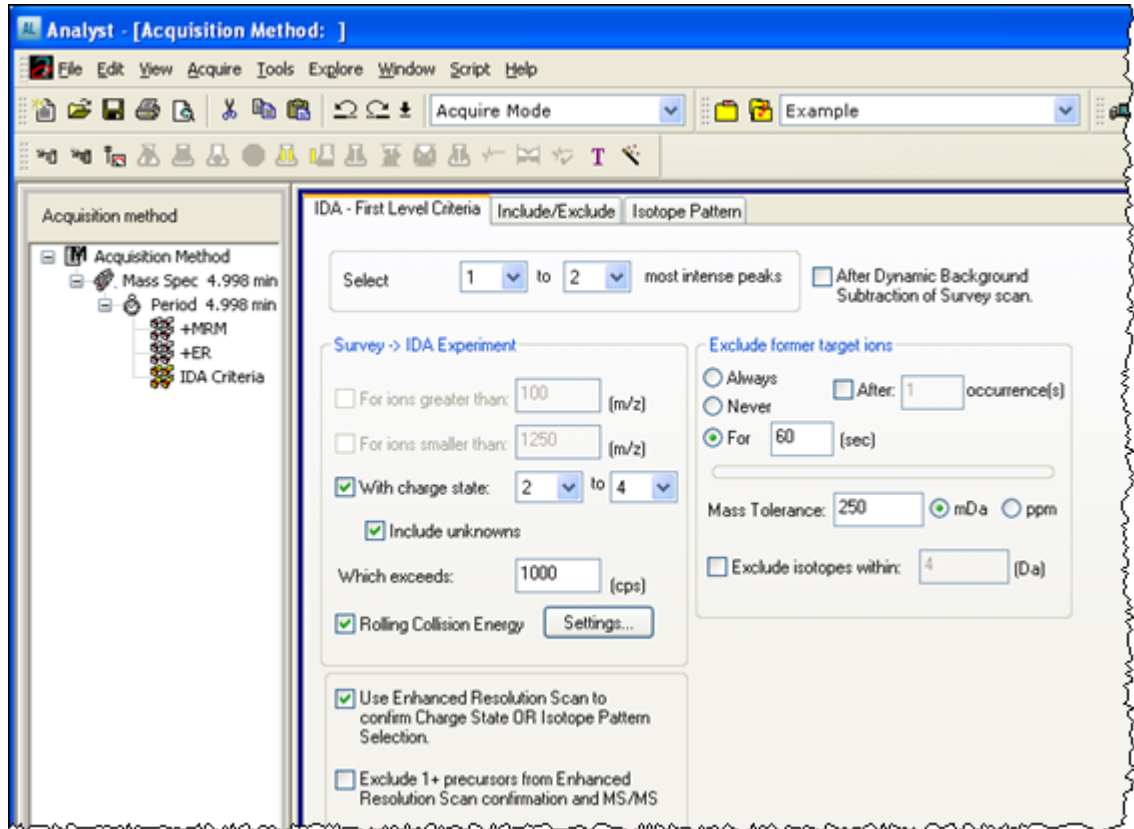 Analyst - [Acquisition Method: ]
File Edit View Acquire Tools Explore Window Script Help
Acquire Mode Example
T
Acquisition method
Acquisition Method
Mass Spec 4.998 min
Period 4.998 min
+MRM
+ER
IDA Criteria
IDA - First Level Criteria Include/Exclude Isotope Pattern
Select 1 to 2 most intense peaks
After Dynamic Background
Subtraction of Survey scan.
Survey -> IDA Experiment
For ions greater than: 100 (m/z)
For ions smaller than: 1250 (m/z)
With charge state: 2 to 4
Include unknowns
Which exceeds: 1000 (cps)
Rolling Collision Energy Settings...
Exclude former target ions
Always After: 1 occurrence(s)
Never
For 60 (sec)
Mass Tolerance: 250 mDa ppm
Exclude isotopes within: 4 (Da)
Use Enhanced Resolution Scan to
confirm Charge State OR Isotope Pattern
Selection.
Exclude 1+ precursors from Enhanced
Resolution Scan confirmation and MS/MS